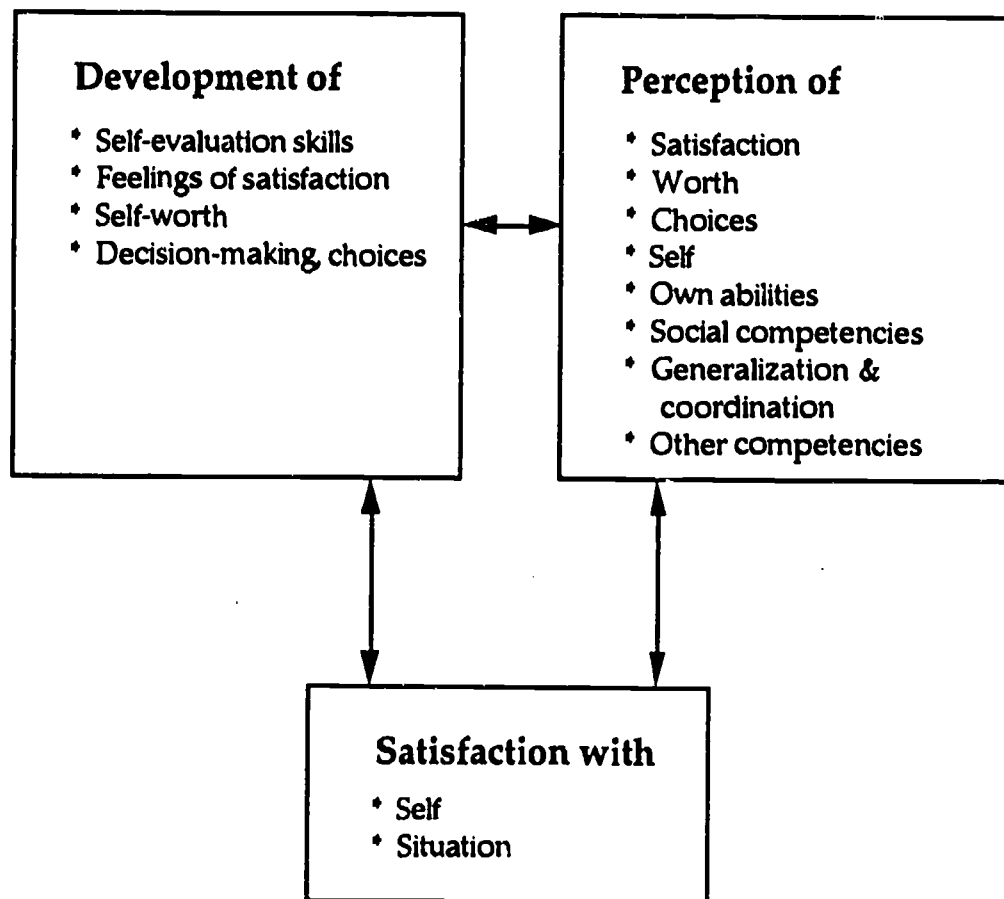 Development of
* Self-evaluation skills
* Feelings of satisfaction
* Self-worth
* Decision-making, choices
Perception of
* Satisfaction
* Worth
* Choices
* Self
* Own abilities
* Social competencies
* Generalization &
coordination
* Other competencies
Satisfaction with
* Self
* Situation